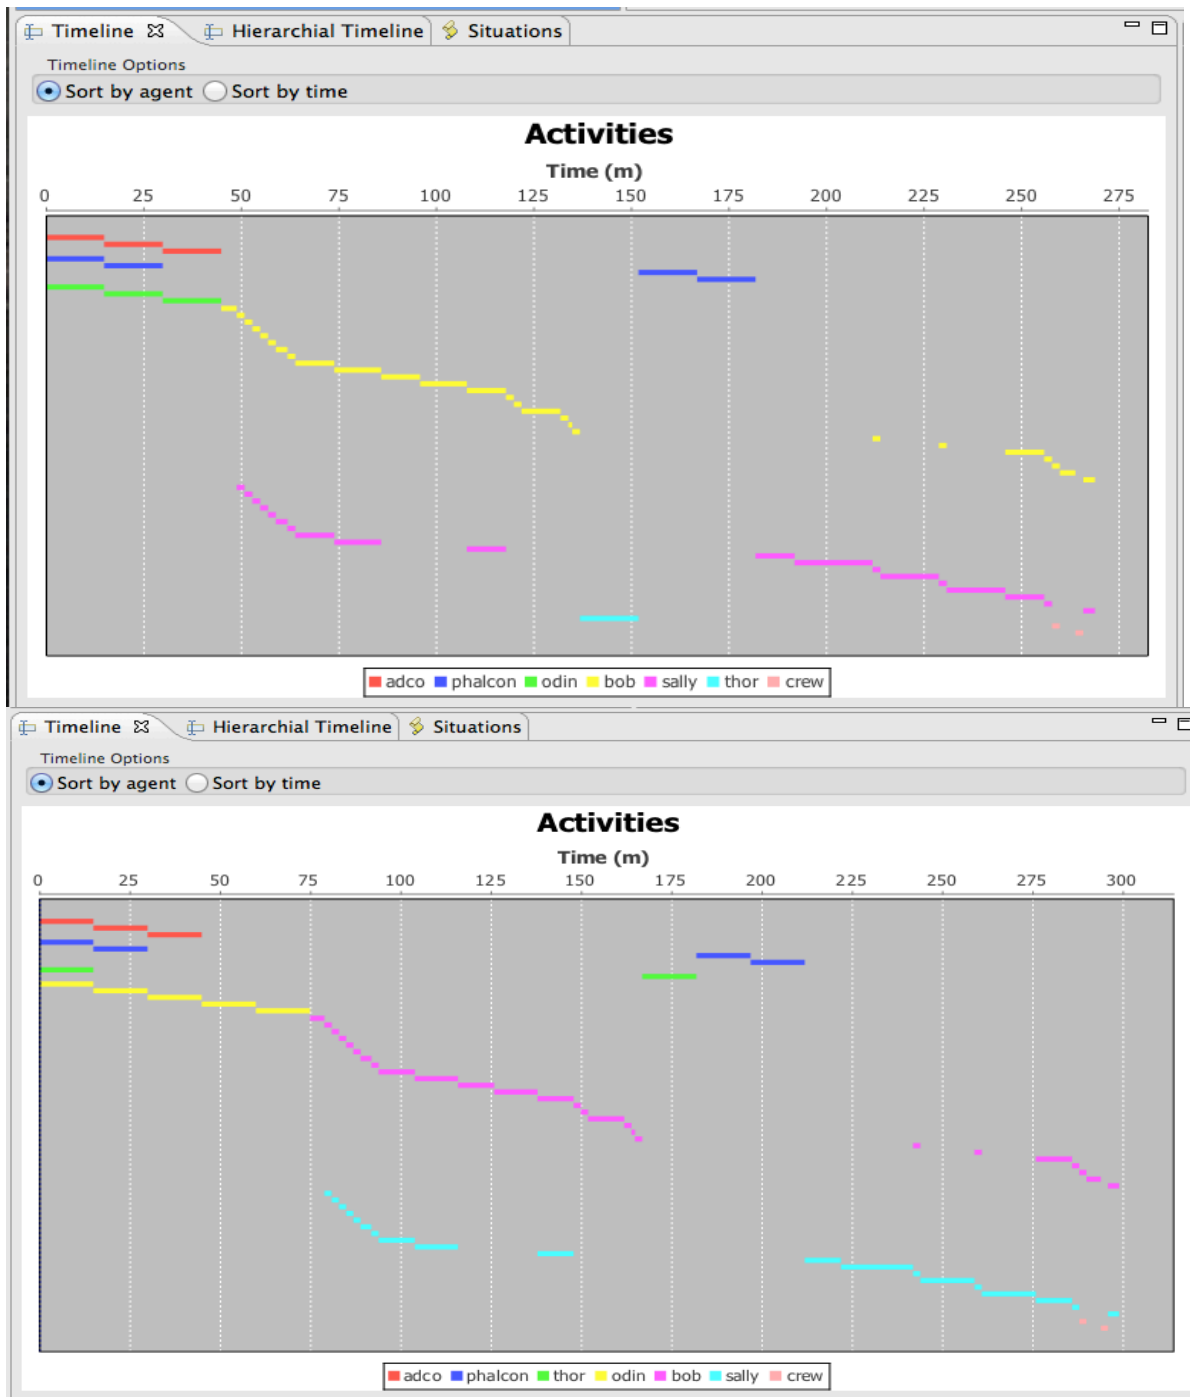 Timeline Hierarchial Timeline Situations
Timeline Options
Sort by agent Sort by time
Activities
Time (m)
0 25 50 75 100 125 150 175 200 225 250 275
adco phalcon odin bob sally thor crew
Timeline Hierarchial Timeline Situations
Timeline Options
Sort by agent Sort by time
Activities
Time (m)
0 25 50 75 100 125 150 175 200 225 250 275 300
adco phalcon thor odin bob sally crew